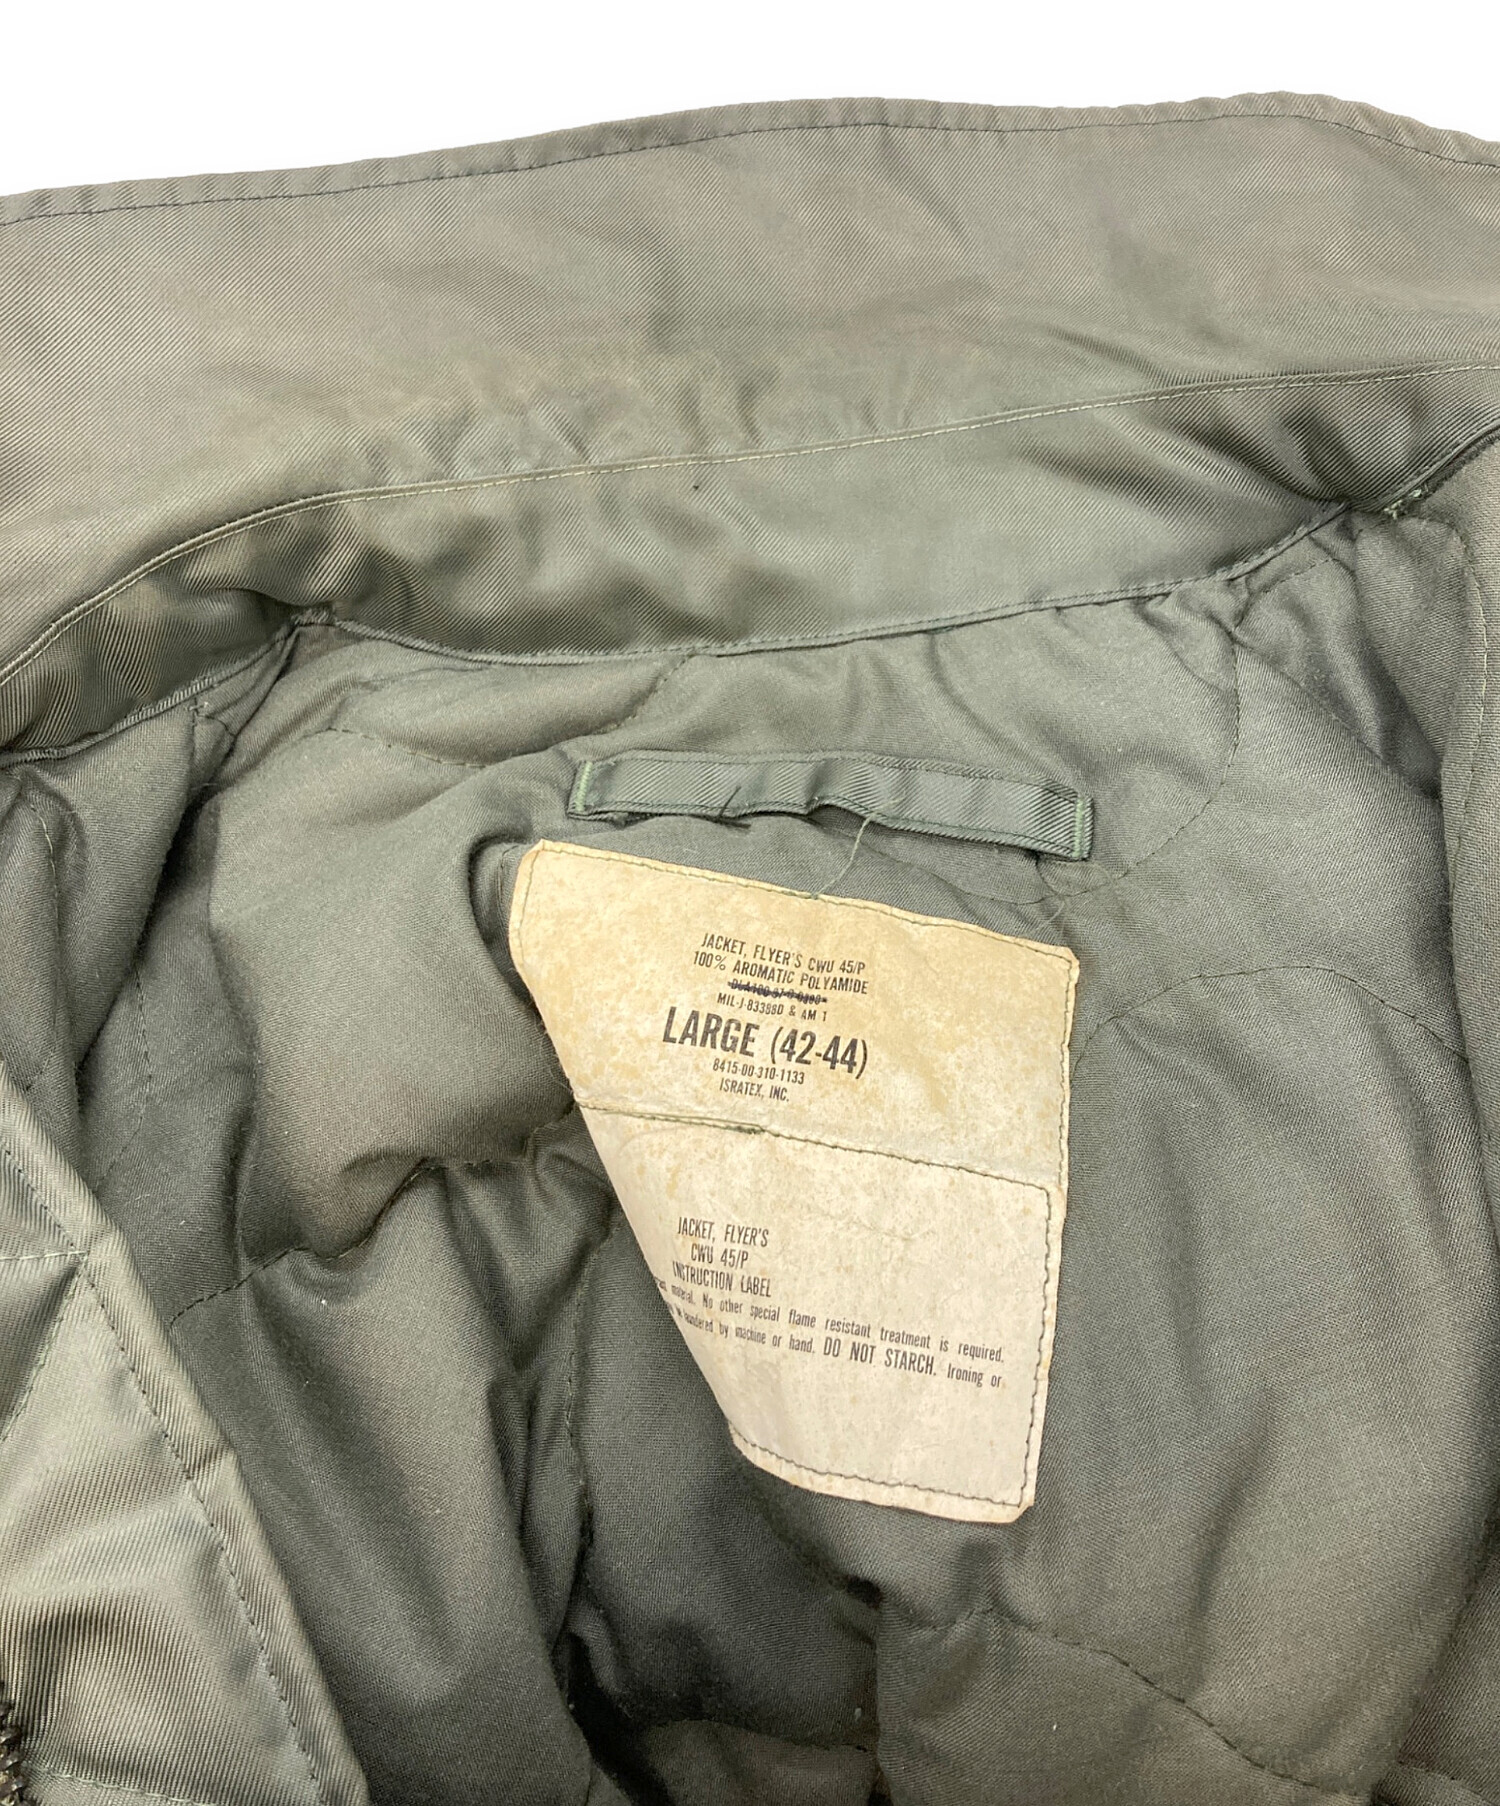 JACKET, FLYER'S CWU 45/P
100% AROMATIC POLYAMIDE
MIL-J-83388D & AM 1
LARGE (42-44)
8415-00-310-1133
ISRATEX, INC.
JACKET, FLYER'S
CWU 45/P
INSTRUCTION LABEL
material. No other special flame resistant treatment is required.
by machine or hand. DO NOT STARCH. Ironing or